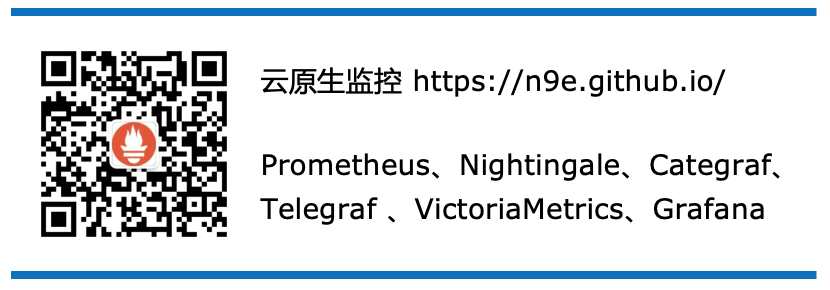 云原生监控 https://n9e.github.io/
Prometheus、Nightingale、Categraf、
Telegraf 、VictoriaMetrics、Grafana